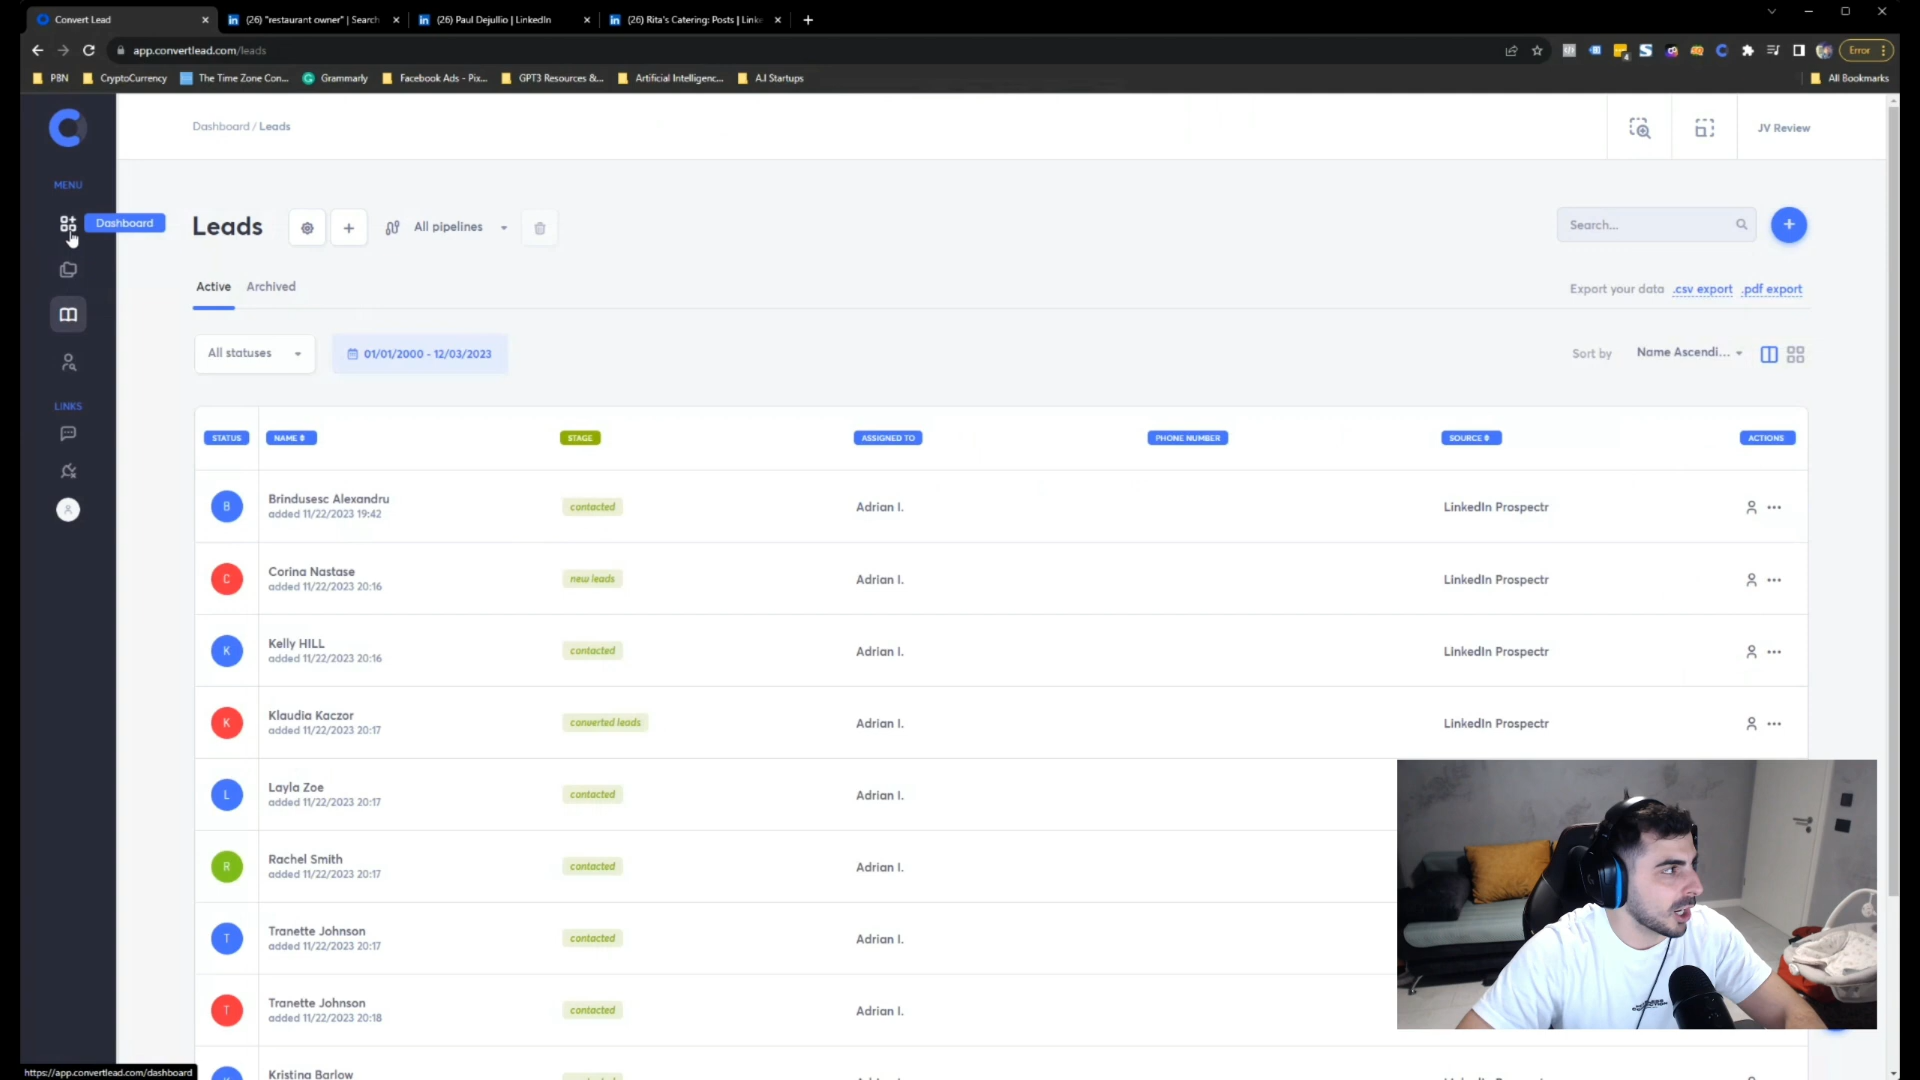 Convert Lead
(26) "restaurant owner" | Search
(26) Paul Dejullio | LinkedIn
(26) Rita's Catering: Posts | Linke
app.convertlead.com/leads
Error
PBN
CryptoCurrency
The Time Zone Con...
Grammarly
Facebook Ads - Pix...
GPT3 Resources &...
Artificial Intelligenc...
A.I Startups
All Bookmarks
Dashboard / Leads
JV Review
MENU
Dashboard
LINKS
Leads
All pipelines
Search...
Active
Archived
Export your data .csv export .pdf export
All statuses
01/01/2000 - 12/03/2023
Sort by Name Ascendi...
STATUS NAME STAGE ASSIGNED TO PHONE NUMBER SOURCE ACTIONS
B
Brindusesc Alexandru
added 11/22/2023 19:42
contacted
Adrian I.
LinkedIn Prospectr
C
Corina Nastase
added 11/22/2023 20:16
new leads
Adrian I.
LinkedIn Prospectr
K
Kelly HILL
added 11/22/2023 20:16
contacted
Adrian I.
LinkedIn Prospectr
K
Klaudia Kaczor
added 11/22/2023 20:17
converted leads
Adrian I.
LinkedIn Prospectr
L
Layla Zoe
added 11/22/2023 20:17
contacted
Adrian I.
R
Rachel Smith
added 11/22/2023 20:17
contacted
Adrian I.
T
Tranette Johnson
added 11/22/2023 20:17
contacted
Adrian I.
T
Tranette Johnson
added 11/22/2023 20:18
contacted
Adrian I.
Kristina Barlow
https://app.convertlead.com/dashboard